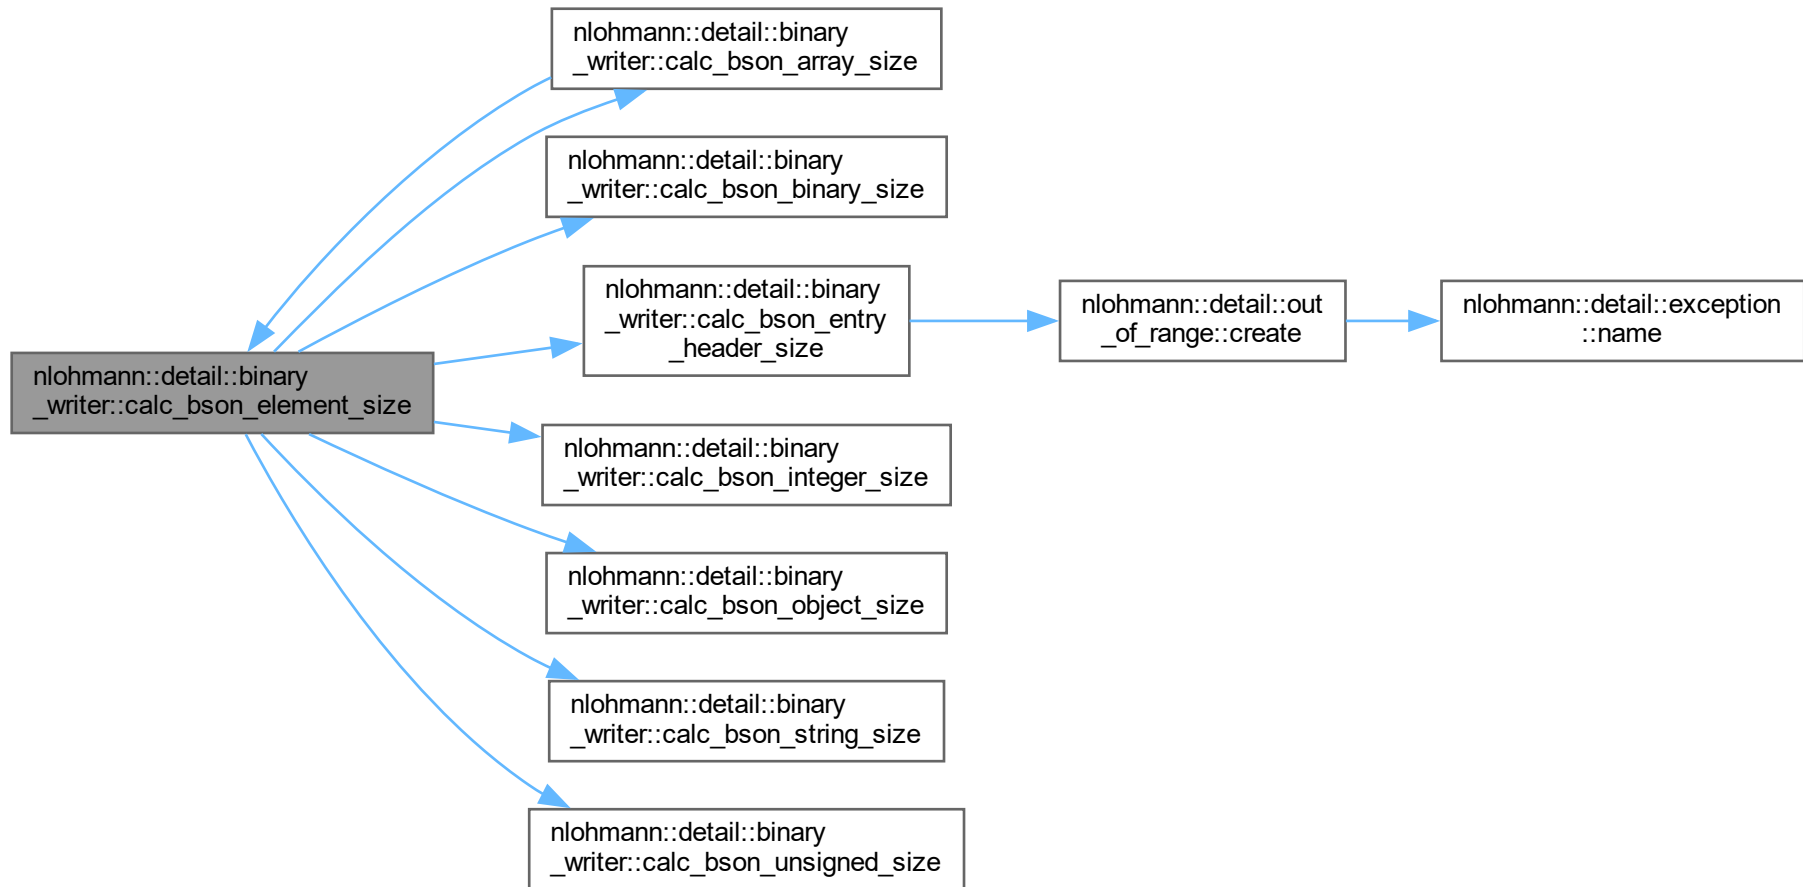 nlohmann::detail::binary
_writer::calc_bson_array_size
nlohmann::detail::binary
_writer::calc_bson_binary_size
nlohmann::detail::binary
_writer::calc_bson_entry
_header_size
nlohmann::detail::out
_of_range::create
nlohmann::detail::exception
::name
nlohmann::detail::binary
_writer::calc_bson_element_size
nlohmann::detail::binary
_writer::calc_bson_integer_size
nlohmann::detail::binary
_writer::calc_bson_object_size
nlohmann::detail::binary
_writer::calc_bson_string_size
nlohmann::detail::binary
_writer::calc_bson_unsigned_size